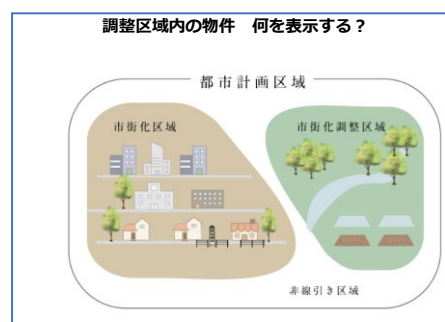 調整区域内の物件　何を表示する？
都市計画区域
市街化区域
市街化調整区域
非線引き区域